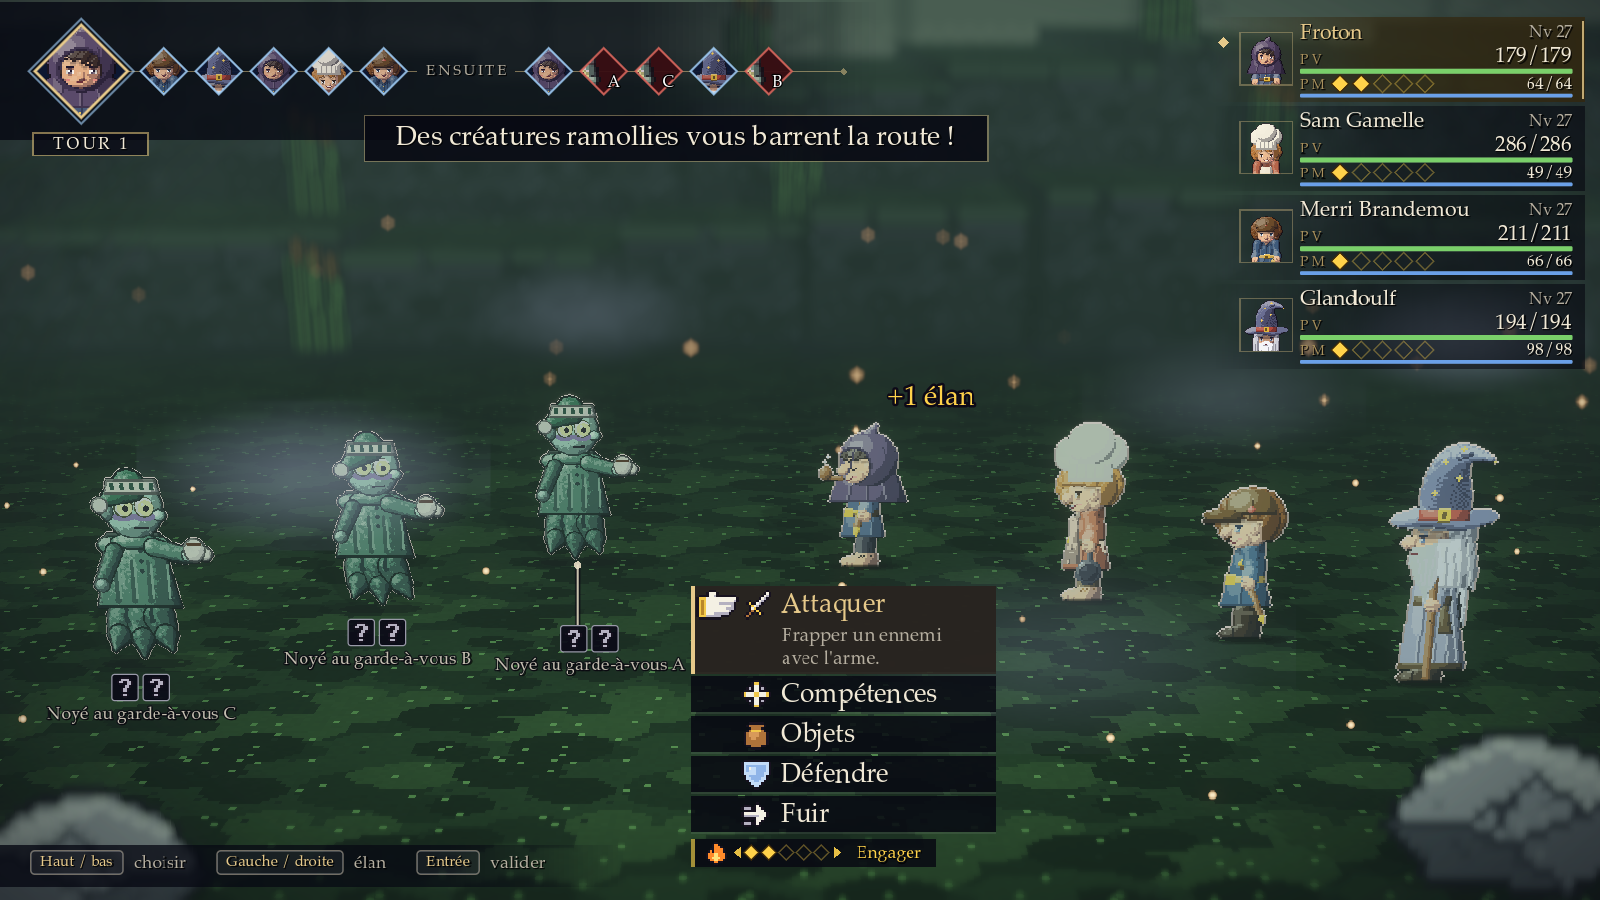 ENSUITE
A
C
B
TOUR 1
Des créatures ramollies vous barrent la route !
Froton
Nv 27
PV
179/179
PM
64/64
Sam Gamelle
Nv 27
PV
286/286
PM
49/49
Merri Brandemou
Nv 27
PV
211/211
PM
66/66
Glandoulf
Nv 27
PV
194/194
PM
98/98
+1 élan
? ?
Noyé au garde-à-vous C
? ?
Noyé au garde-à-vous B
? ?
Noyé au garde-à-vous A
Attaquer
Frapper un ennemi
avec l'arme.
Compétences
Objets
Défendre
Fuir
Engager
Haut / bas choisir Gauche / droite élan Entrée valider